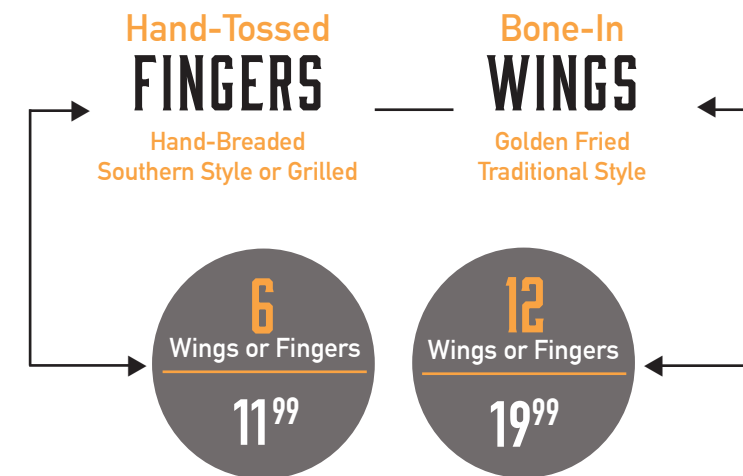 Hand-Tossed
FINGERS
Hand-Breaded
Southern Style or Grilled
Bone-In
WINGS
Golden Fried
Traditional Style
6
Wings or Fingers
11 99
12
Wings or Fingers
19 99